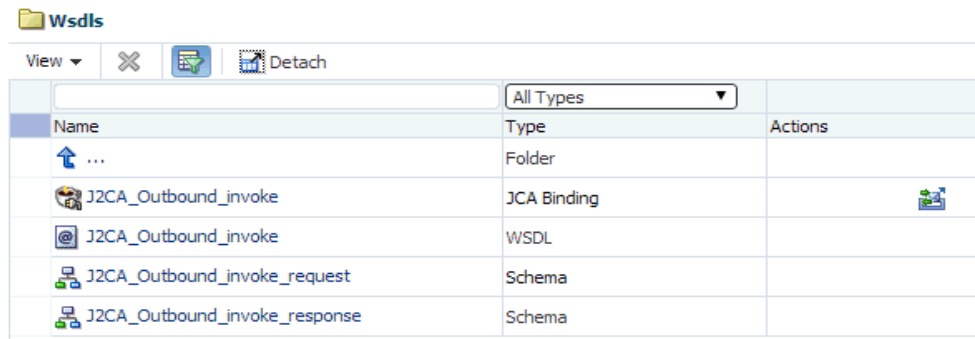 Wsdls
View Detach
All Types
Name Type Actions
... Folder
J2CA_Outbound_invoke JCA Binding
J2CA_Outbound_invoke WSDL
J2CA_Outbound_invoke_request Schema
J2CA_Outbound_invoke_response Schema